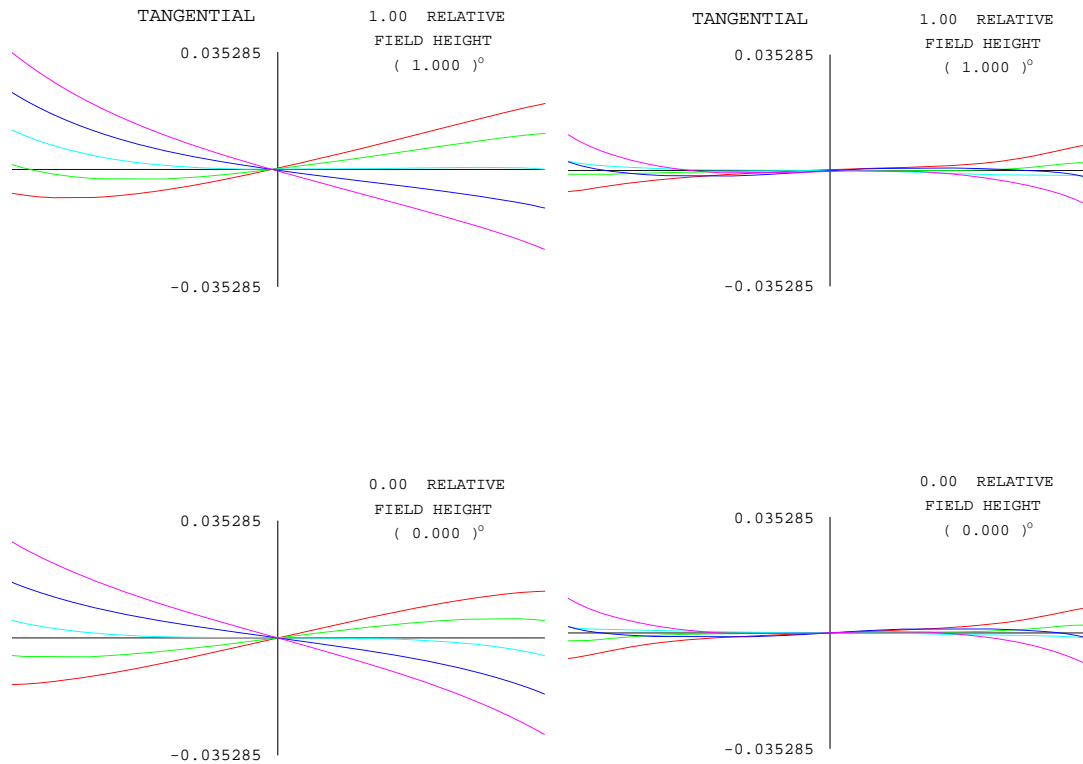 TANGENTIAL
1.00 RELATIVE
FIELD HEIGHT
( 1.000 )°
0.035285
-0.035285
TANGENTIAL
1.00 RELATIVE
FIELD HEIGHT
( 1.000 )°
0.035285
-0.035285
0.00 RELATIVE
FIELD HEIGHT
( 0.000 )°
0.035285
-0.035285
0.00 RELATIVE
FIELD HEIGHT
( 0.000 )°
0.035285
-0.035285